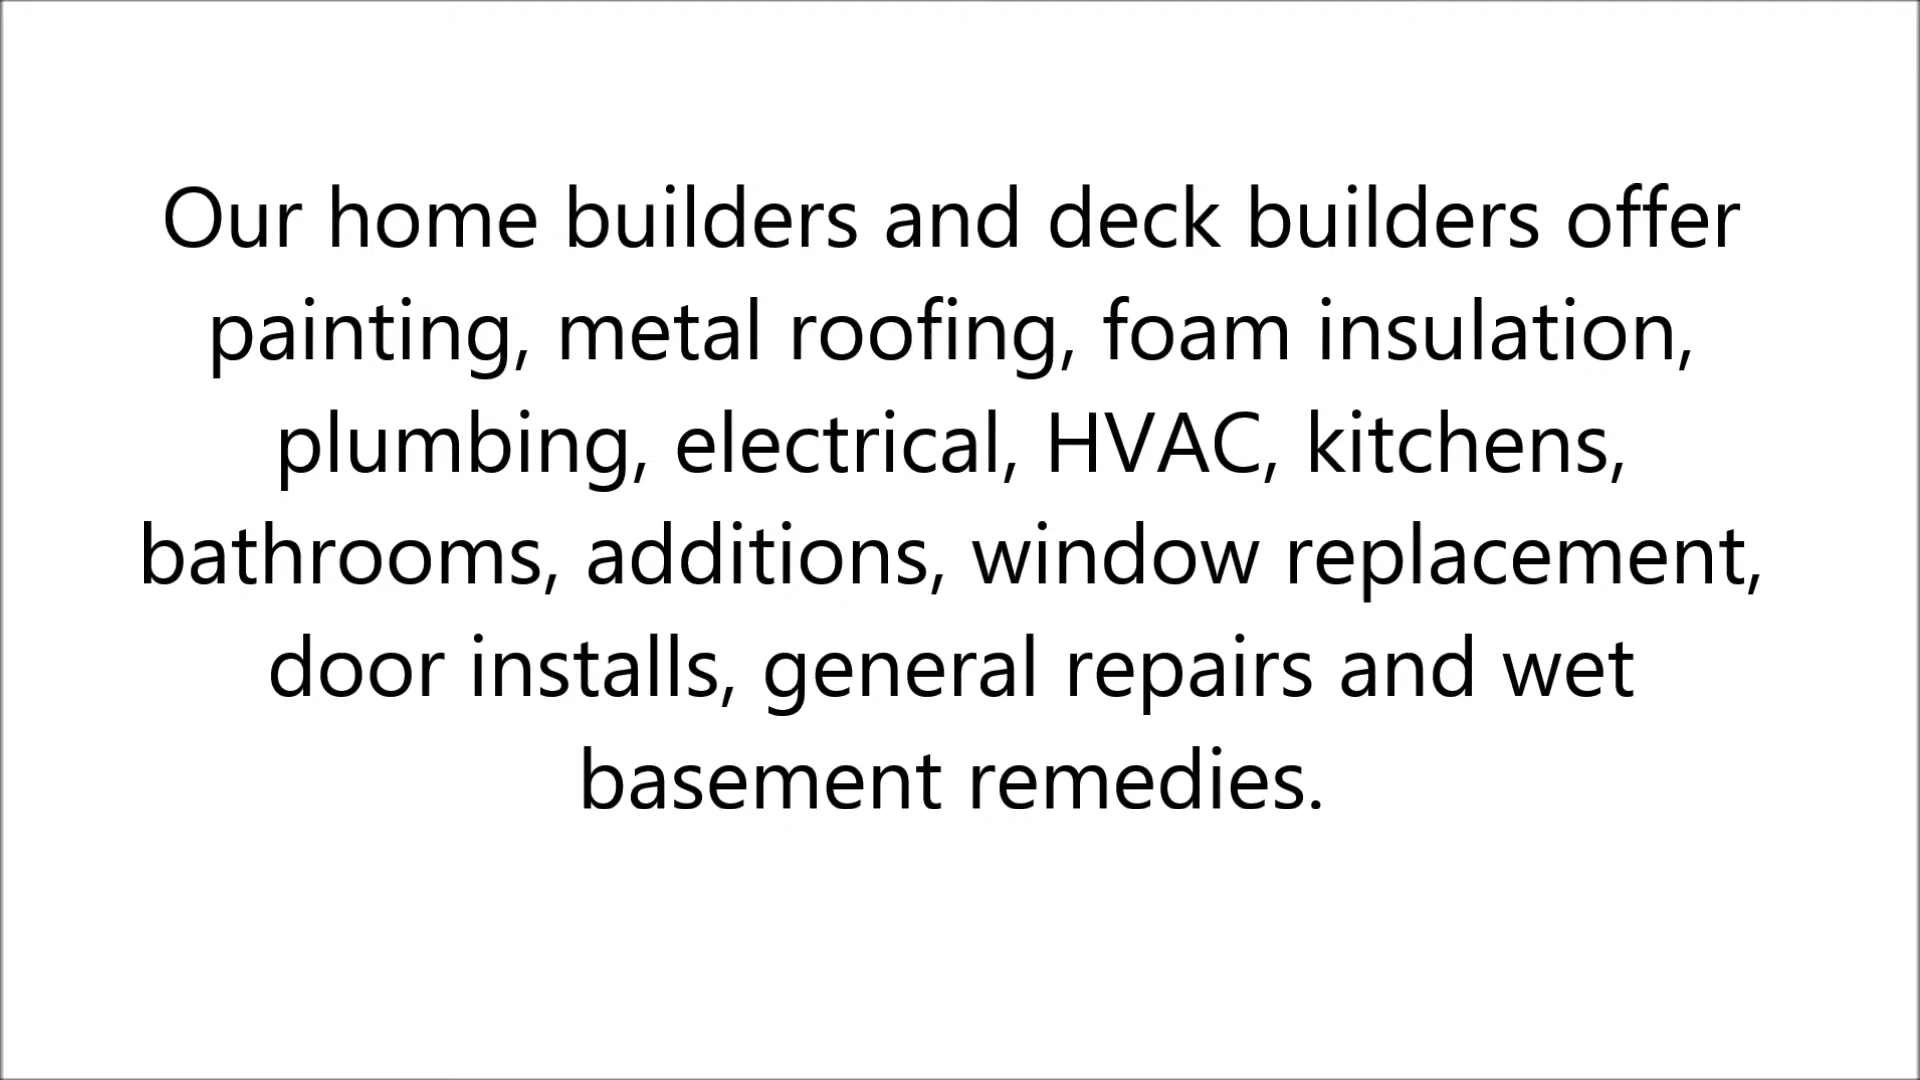 Our home builders and deck builders offer
painting, metal roofing, foam insulation,
plumbing, electrical, HVAC, kitchens,
bathrooms, additions, window replacement,
door installs, general repairs and wet
basement remedies.